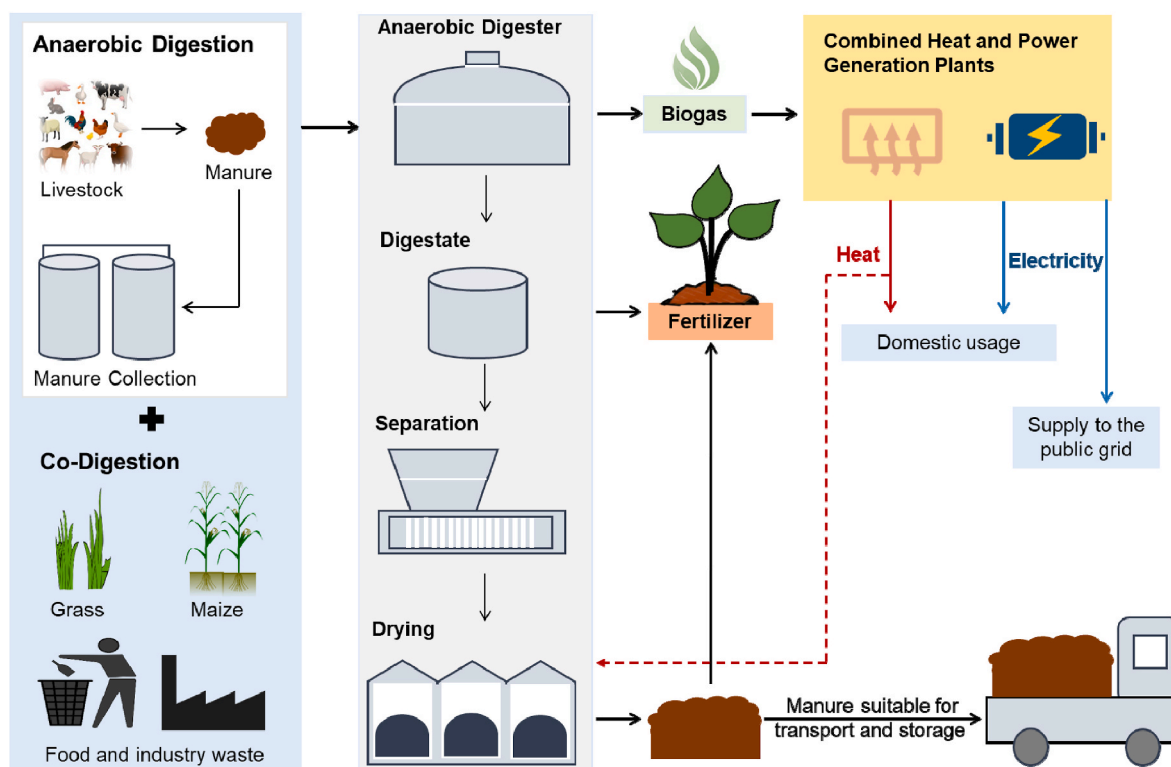 Anaerobic Digestion
Livestock
Manure
Manure Collection
Co-Digestion
Grass
Maize
Food and industry waste
Anaerobic Digester
Digestate
Separation
Drying
Biogas
Fertilizer
Combined Heat and Power
Generation Plants
Heat
Electricity
Domestic usage
Supply to the
public grid
Manure suitable for
transport and storage